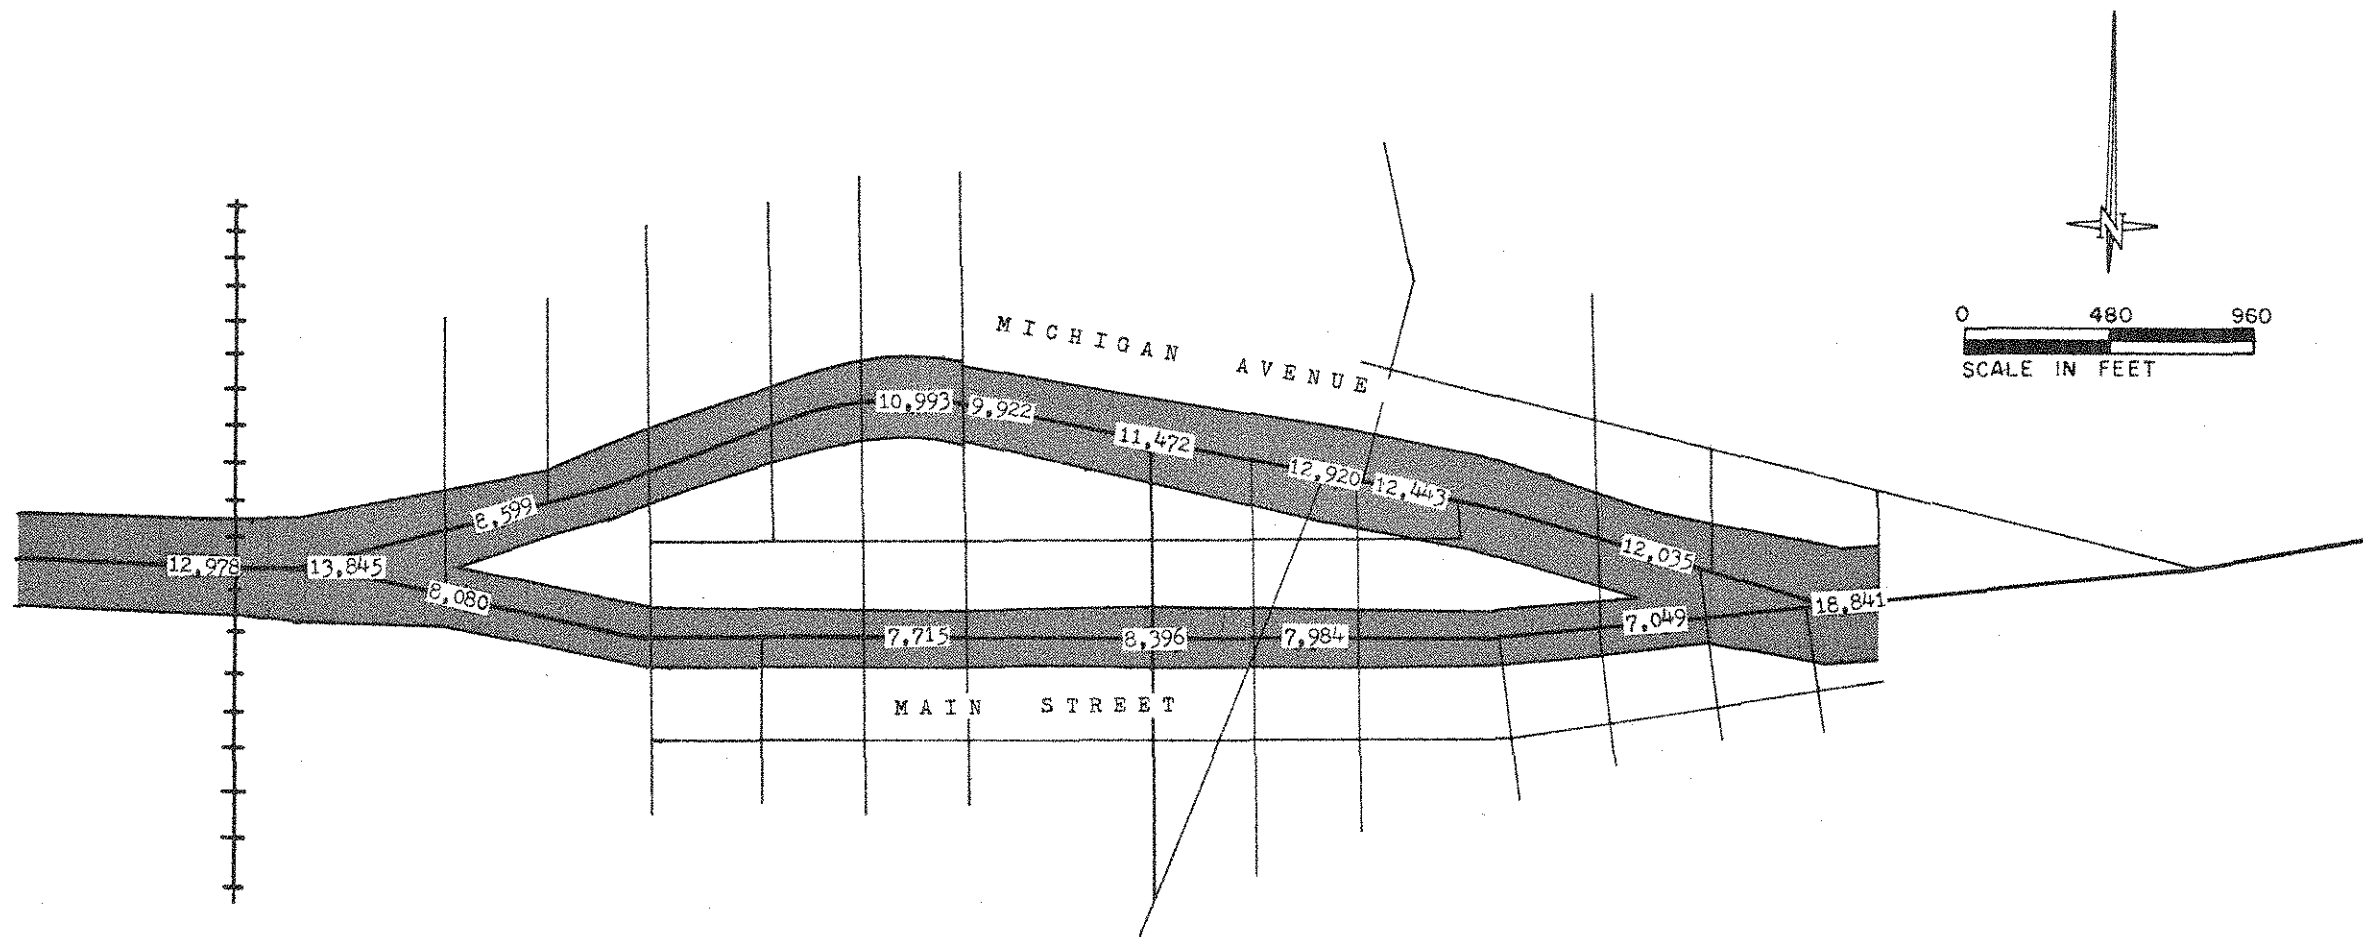 N
0 480 960
SCALE IN FEET
MICHIGAN AVENUE
10,993 9,922
11,472
12,920 12,443
8,599
12,035
12,978 13,845
8,080
18,841
7,049
7,715 8,396 7,984
MAIN STREET